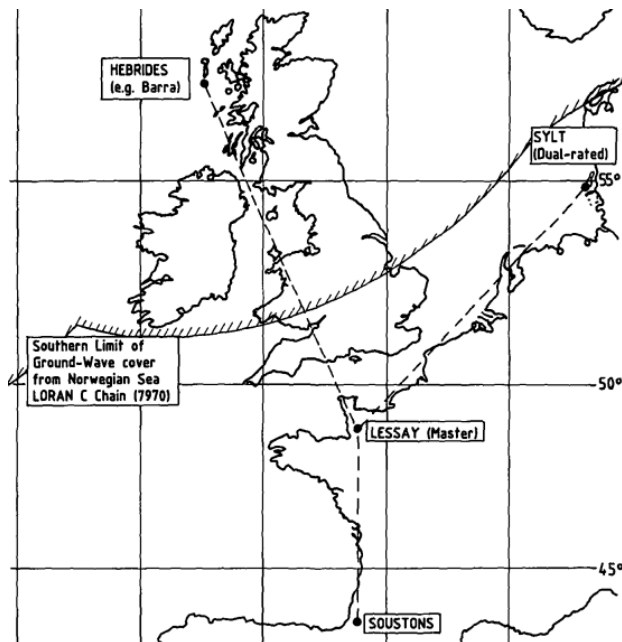 HEBRIDES
(e.g. Barra)
SYLT
(Dual-rated)
55°
Southern Limit of
Ground-Wave cover
from Norwegian Sea
LORAN C Chain (7970)
50°
LESSAY (Master)
45°
SOUSTONS